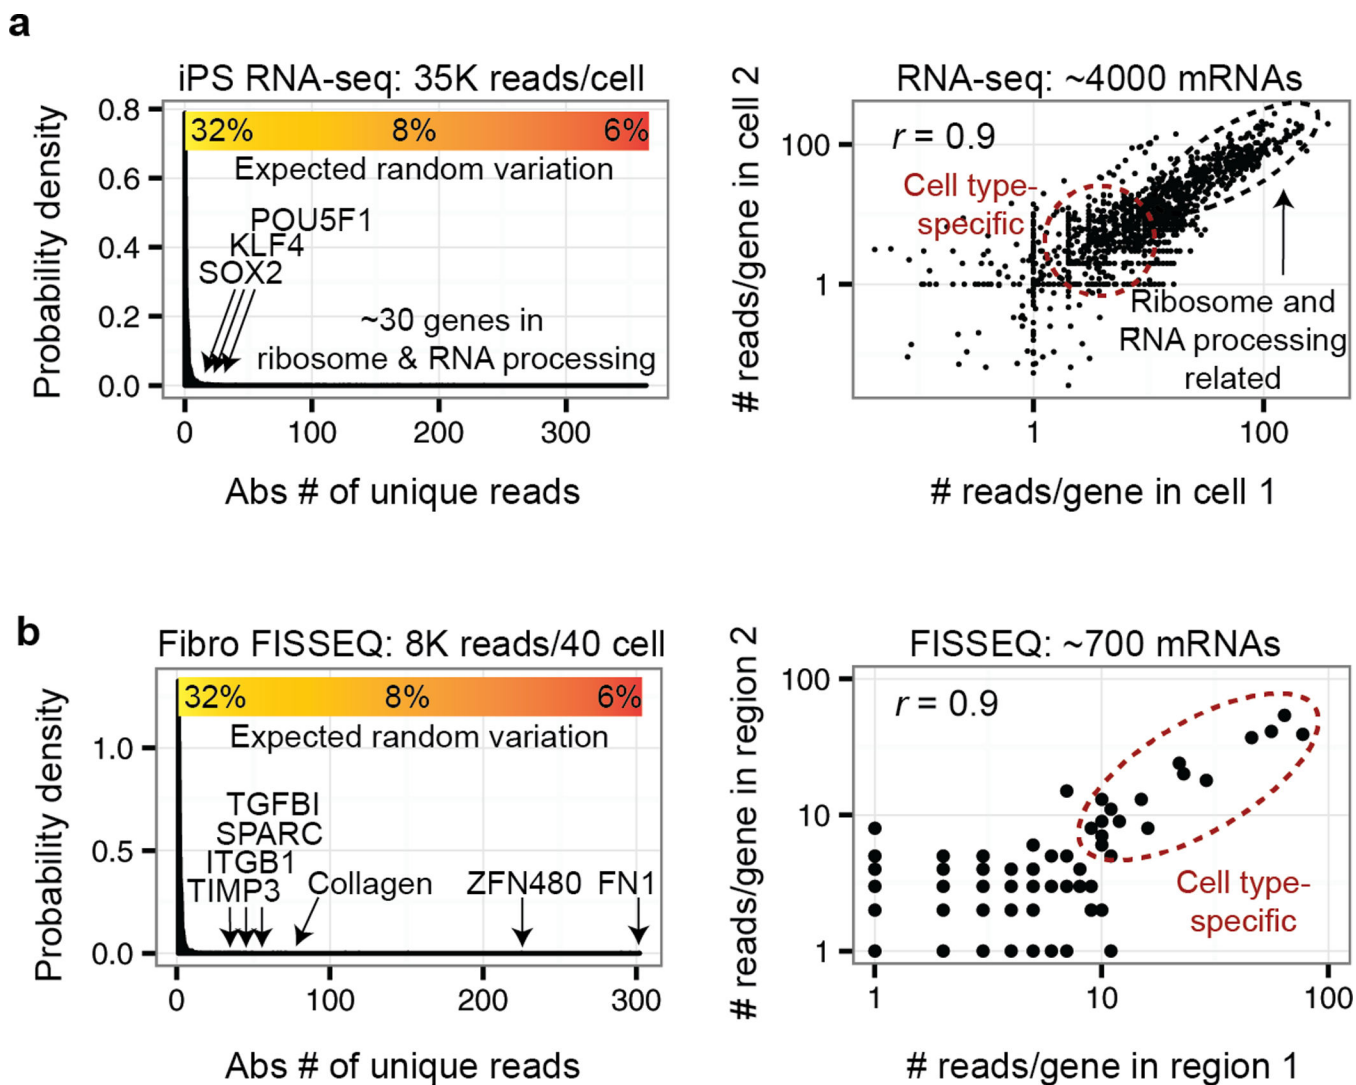 a
iPS RNA-seq: 35K reads/cell
Probability density
0.8
0.6
0.4
0.2
0.0
32% 8% 6%
Expected random variation
POU5F1
KLF4
SOX2
~30 genes in
ribosome & RNA processing
0 100 200 300
Abs # of unique reads
RNA-seq: ~4000 mRNAs
# reads/gene in cell 2
100
1
r = 0.9
Cell type-
specific
Ribosome and
RNA processing
related
1 100
# reads/gene in cell 1
b
Fibro FISSEQ: 8K reads/40 cell
Probability density
1.0
0.5
0.0
32% 8% 6%
Expected random variation
TGFBI
SPARC
ITGB1
TIMP3
Collagen
ZFN480
FN1
0 100 200 300
Abs # of unique reads
FISSEQ: ~700 mRNAs
# reads/gene in region 2
100
10
1
r = 0.9
Cell type-
specific
1 10 100
# reads/gene in region 1